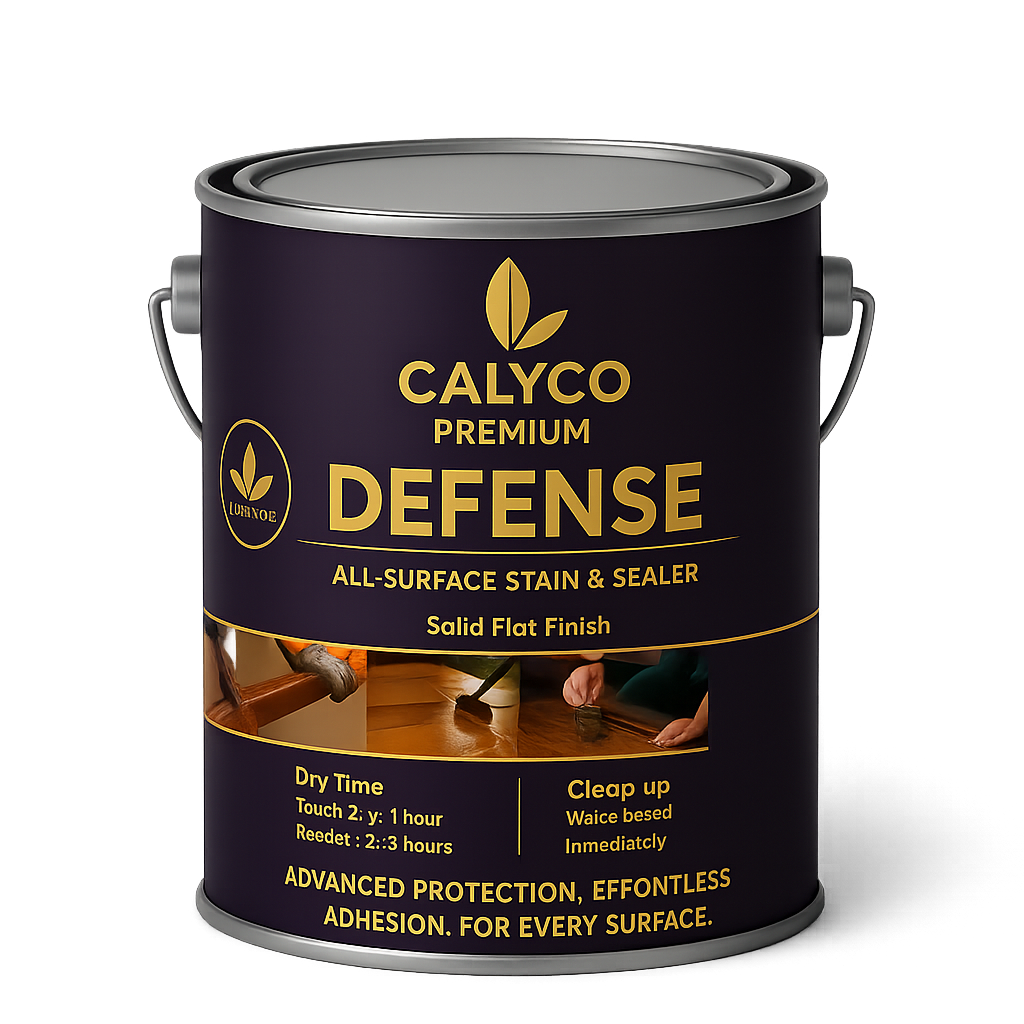 CALYCO
PREMIUM
DEFENSE
ALL-SURFACE STAIN & SEALER
Salid Flat Finish
Dry Time
Touch 2: y: 1 hour
Reedet : 2::3 hours
Cleap up
Waice besed
Inmediatcly
ADVANCED PROTECTION, EFFONTLESS
ADHESION. FOR EVERY SURFACE.